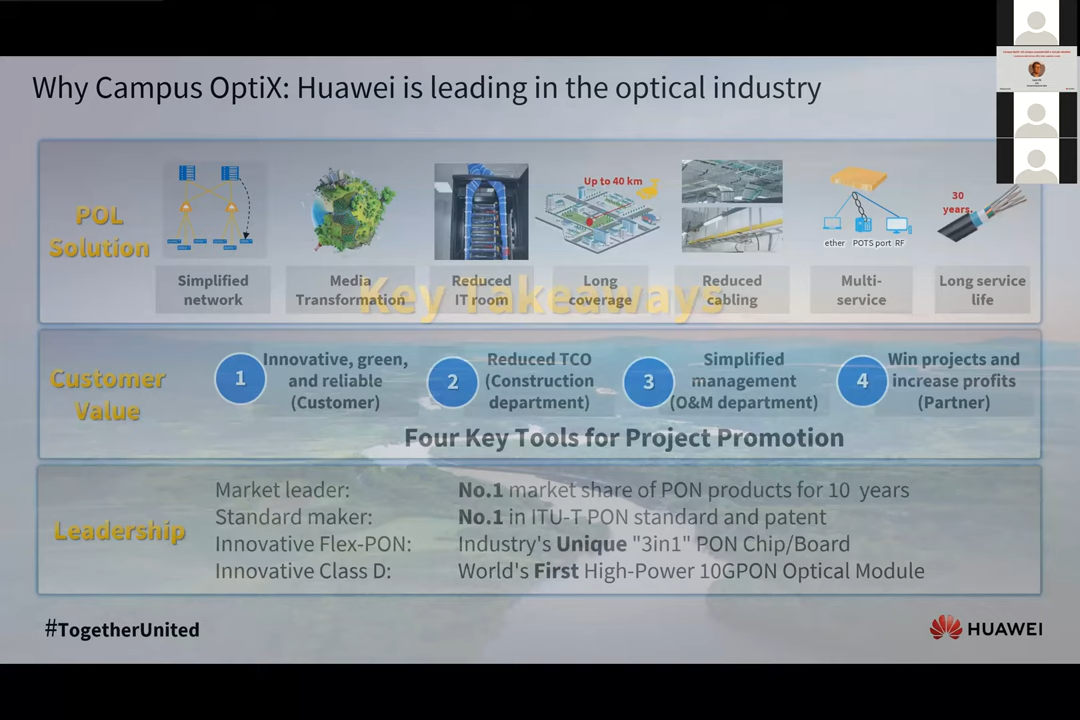 Why Campus OptiX: Huawei is leading in the optical industry
POL
Solution
Up to 40 km
ether POTS port RF
30
years
Simplified
network
Media
Transformation
Reduced
IT room
Long
coverage
Reduced
cabling
Multi-
service
Long service
life
Key Takeaways
Customer
Value
1
Innovative, green,
and reliable
(Customer)
2
Reduced TCO
(Construction
department)
3
Simplified
management
(O&M department)
4
Win projects and
increase profits
(Partner)
Four Key Tools for Project Promotion
Leadership
Market leader: No.1 market share of PON products for 10 years
Standard maker: No.1 in ITU-T PON standard and patent
Innovative Flex-PON: Industry's Unique "3in1" PON Chip/Board
Innovative Class D: World's First High-Power 10GPON Optical Module
#TogetherUnited
HUAWEI